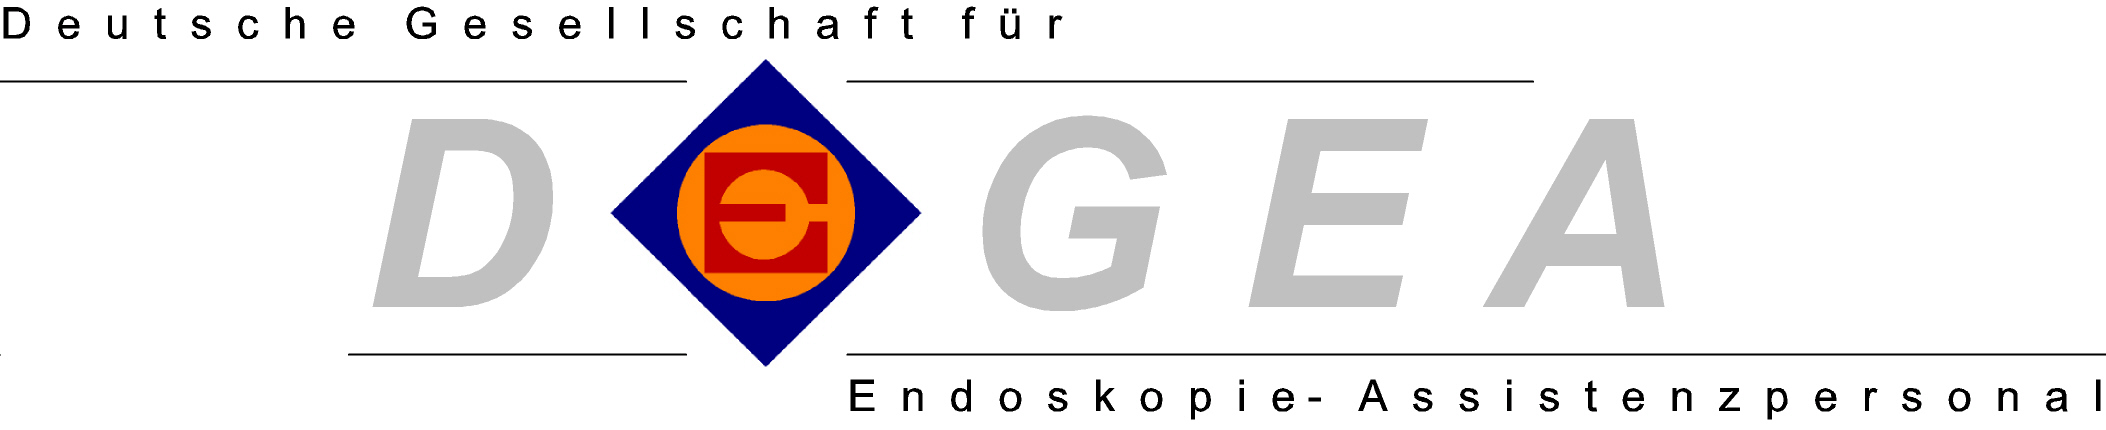 Deutsche Gesellschaft für
DEGEA
Endoskopie-Assistenzpersonal